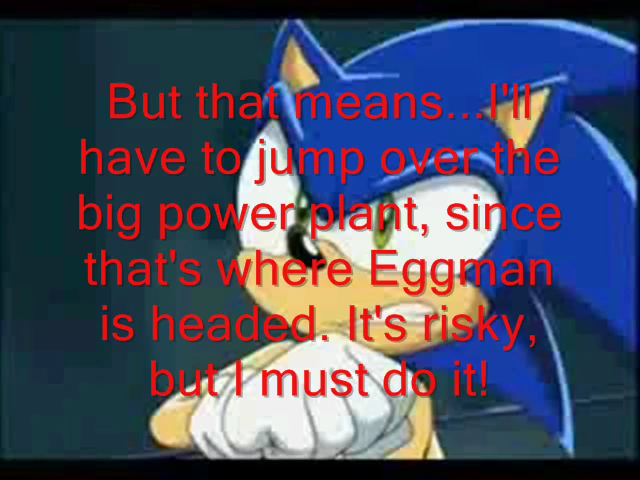 But that means...I'll
have to jump over the
big power plant, since
that's where Eggman
is headed. It's risky,
but I must do it!